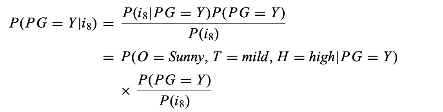 P(PG = Y|i₈) = P(i₈|PG = Y)P(PG = Y) / P(i₈)
= P(O = Sunny, T = mild, H = high|PG = Y)
× P(PG = Y) / P(i₈)